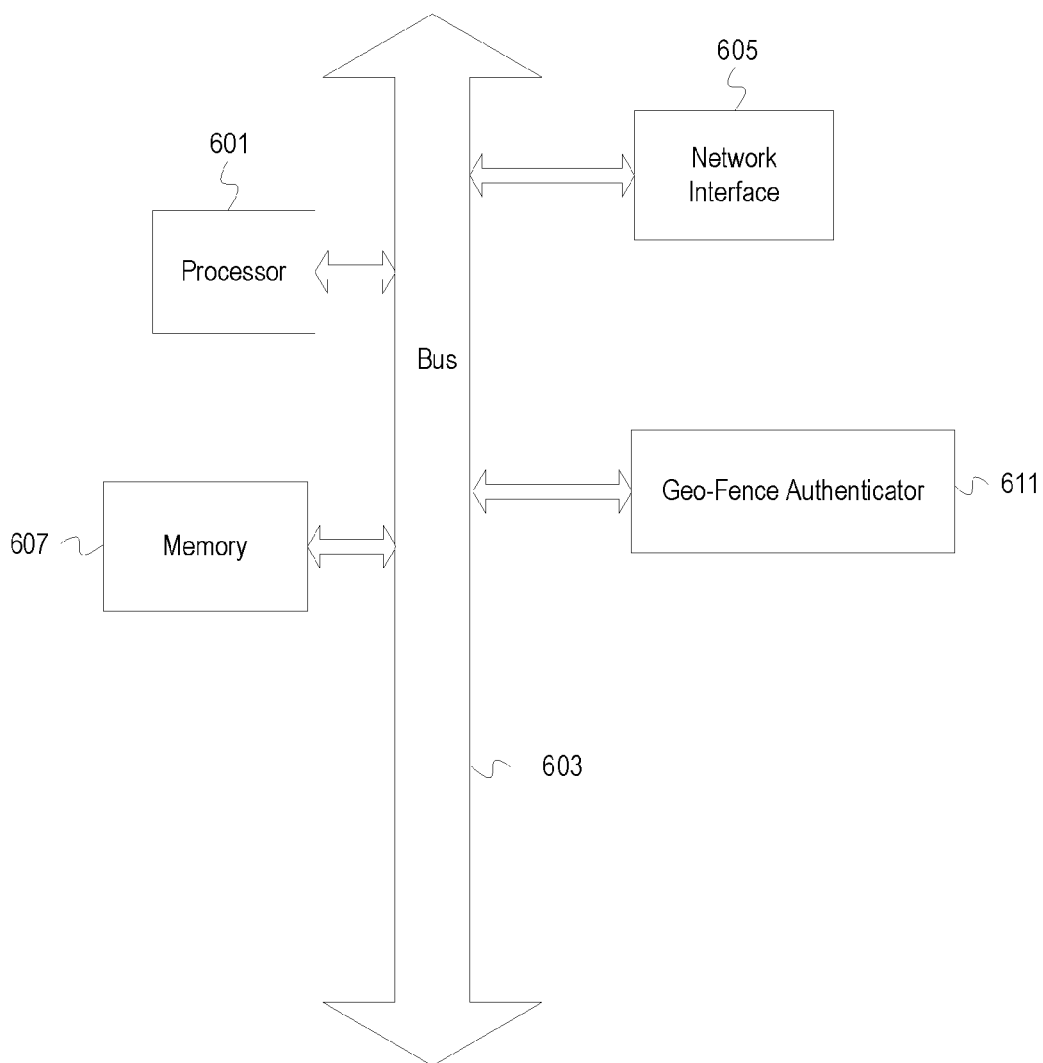 605
Network
Interface
601
Processor
Bus
Geo-Fence Authenticator
611
607
Memory
603